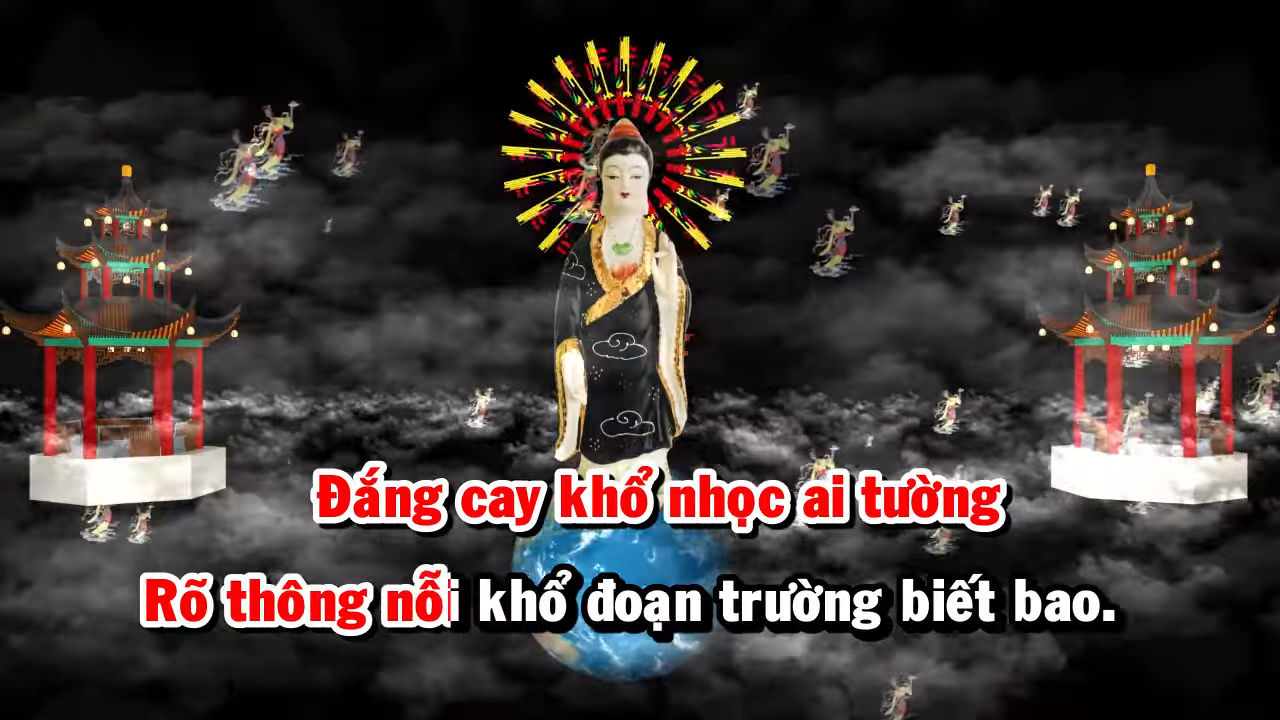 Đắng cay khổ nhọc ai tường
Rõ thông nỗi khổ đoạn trường biết bao.